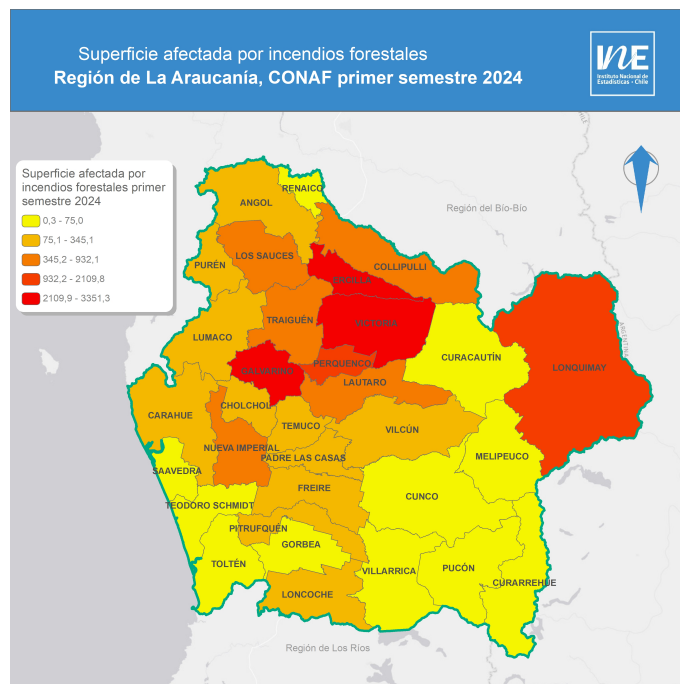 Superficie afectada por incendios forestales
Región de La Araucanía, CONAF primer semestre 2024
INE
Instituto Nacional de
Estadísticas - Chile
Superficie afectada por
incendios forestales primer
semestre 2024
0,3 - 75,0
75,1 - 345,1
345,2 - 932,1
932,2 - 2109,8
2109,9 - 3351,3
Región del Bío-Bío
RENAICO
ANGOL
LOS SAUCES
PURÉN
COLLIPULLI
ERCILLA
TRAIGUÉN
VICTORIA
LUMACO
CURACAUTÍN
LONQUIMAY
ARGENTINA
PERQUENCO
GALVARINO
LAUTARO
CHOLCHOL
CARAHUE
TEMUCO
VILCÚN
NUEVA IMPERIAL
PADRE LAS CASAS
MELIPEUCO
SAAVEDRA
FREIRE
CUNCO
TEODORO SCHMIDT
PITRUFQUÉN
GORBEA
TOLTÉN
VILLARRICA
PUCÓN
CURARREHUE
LONCOCHE
Región de Los Ríos